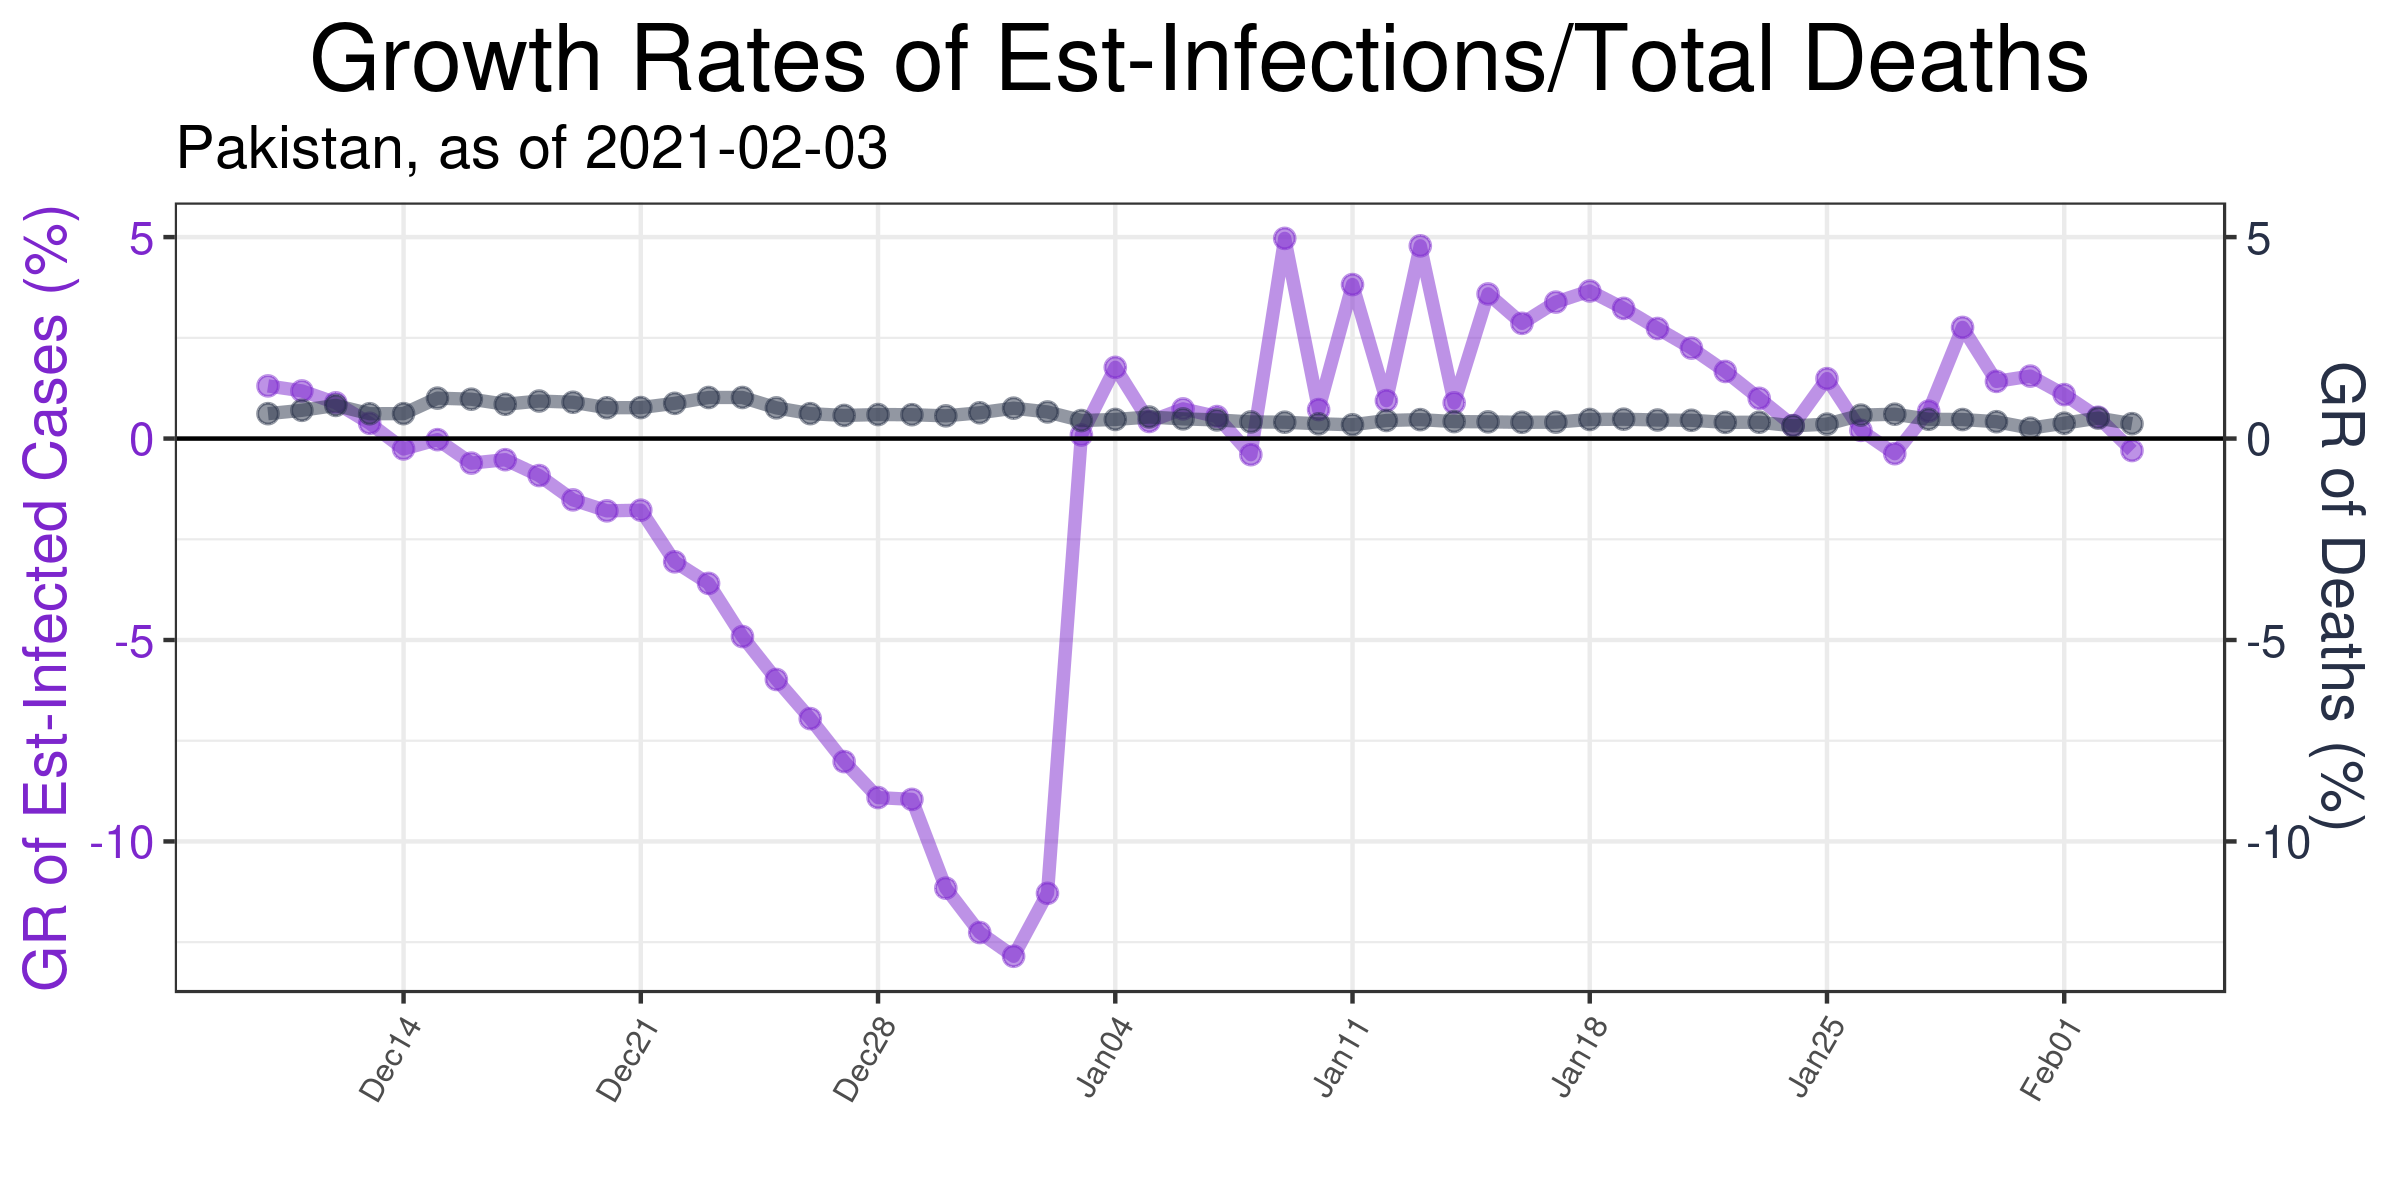 Growth Rates of Est-Infections/Total Deaths
Pakistan, as of 2021-02-03
GR of Est-Infected Cases (%)
5
0
-5
-10
5
0
-5
-10
GR of Deaths (%)
Dec14
Dec21
Dec28
Jan04
Jan11
Jan18
Jan25
Feb01